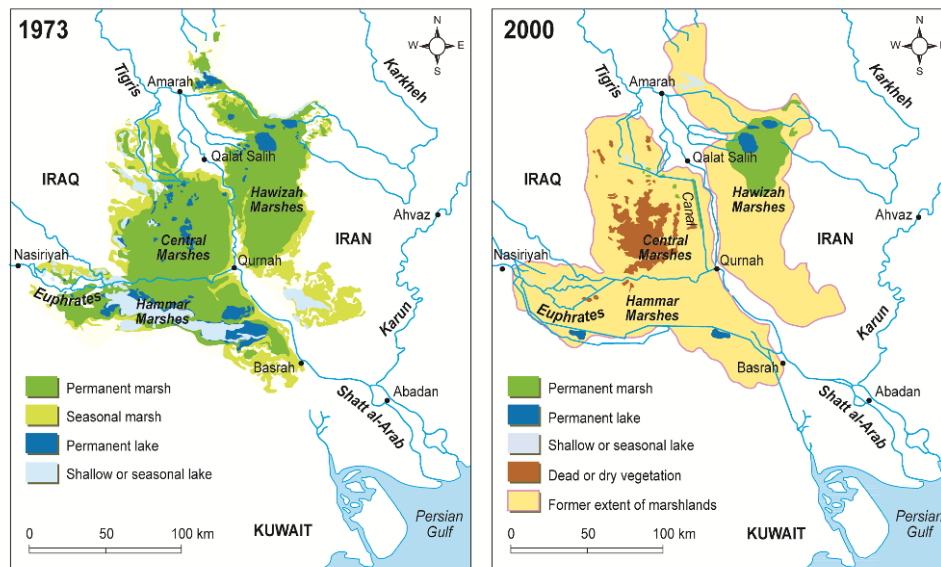 1973
N
W E
S
Tigris
Karkheh
Amarah
Qalat Salih
IRAQ
Hawizah
Marshes
Ahvaz
IRAN
Central
Marshes
Nasiriyah
Qurnah
Euphrates
Hammar
Marshes
Karun
Basrah
Abadan
Shatt al-Arab
Permanent marsh
Seasonal marsh
Permanent lake
Shallow or seasonal lake
Persian
Gulf
KUWAIT
0 50 100 km
2000
N
W E
S
Tigris
Karkheh
Amarah
Qalat Salih
IRAQ
Hawizah
Marshes
Canal
Ahvaz
IRAN
Central
Marshes
Nasiriyah
Qurnah
Euphrates
Hammar
Marshes
Karun
Basrah
Abadan
Shatt al-Arab
Permanent marsh
Permanent lake
Shallow or seasonal lake
Dead or dry vegetation
Former extent of marshlands
Persian
Gulf
KUWAIT
0 50 100 km